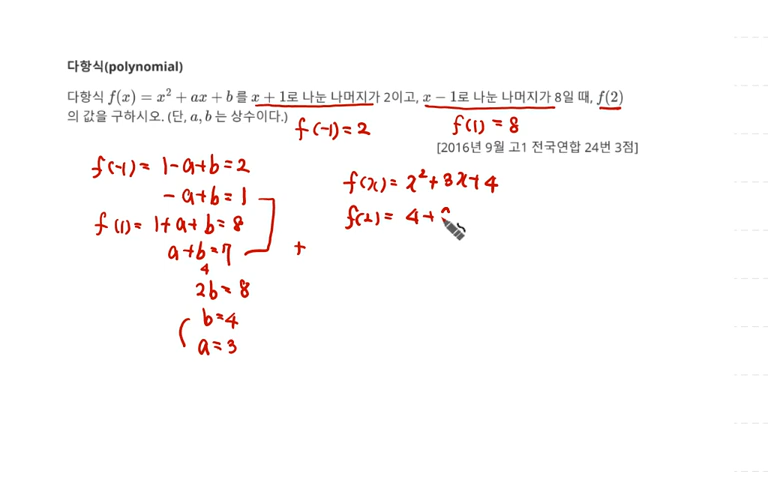 다항식(polynomial)
다항식 f(x) = x² + ax + b 를 x + 1로 나눈 나머지가 2이고, x − 1로 나눈 나머지가 8일 때, f(2)
의 값을 구하시오. (단, a, b 는 상수이다.)
f(-1) = 2
f(1) = 8
[2016년 9월 고1 전국연합 24번 3점]
f(-1) = 1-a+b = 2
-a+b = 1
f(1) = 1+a+b = 8
a+b = 7
4
+
2b = 8
b = 4
a = 3
f(x) = x²+3x+4
f(2) = 4+